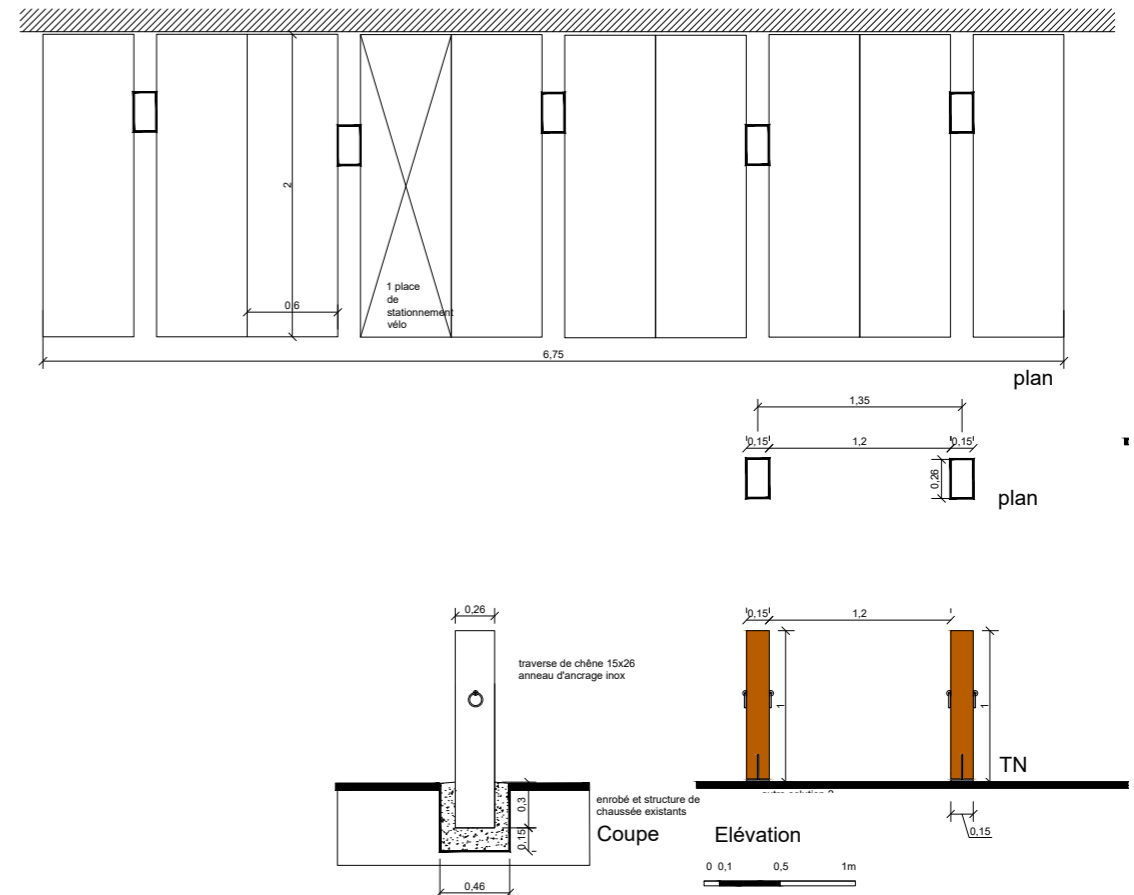 2
0,6
1 place
de
stationnement
vélo
6,75
plan
1,35
0,15 1,2 0,15
0,26
plan
0,26
traverse de chêne 15x26
anneau d'ancrage inox
0,3
0,15
enrobé et structure de
chaussée existants
Coupe
0,46
0,15 1,2
1 1
TN
0,15
Elévation
0 0,1 0,5 1m